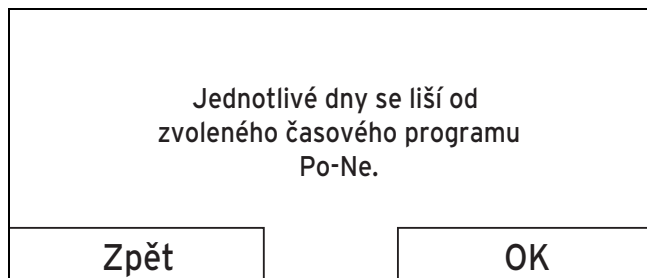 Jednotlivé dny se liší od
zvoleného časového programu
Po-Ne.
Zpět
OK